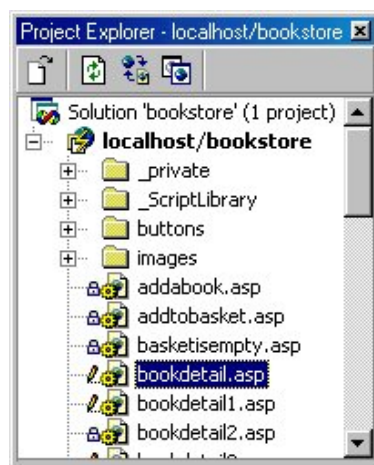 Project Explorer - localhost/bookstore
Solution 'bookstore' (1 project)
localhost/bookstore
_private
_ScriptLibrary
buttons
images
addabook.asp
addtobasket.asp
basketisempty.asp
bookdetail.asp
bookdetail1.asp
bookdetail2.asp